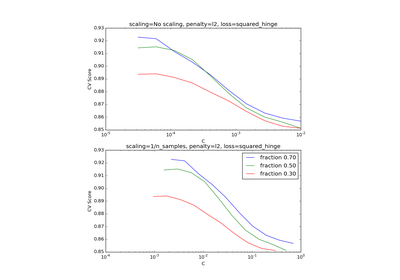 scaling=No scaling, penalty=l2, loss=squared_hinge
0.93
0.92
0.91
0.90
0.89
0.88
0.87
0.86
0.85
CV Score
10⁻⁵ 10⁻⁴ 10⁻³ 10⁻²
C
scaling=1/n_samples, penalty=l2, loss=squared_hinge
0.93
0.92
0.91
0.90
0.89
0.88
0.87
0.86
0.85
CV Score
fraction 0.70
fraction 0.50
fraction 0.30
10⁻⁴ 10⁻³ 10⁻² 10⁻¹ 10⁰
C